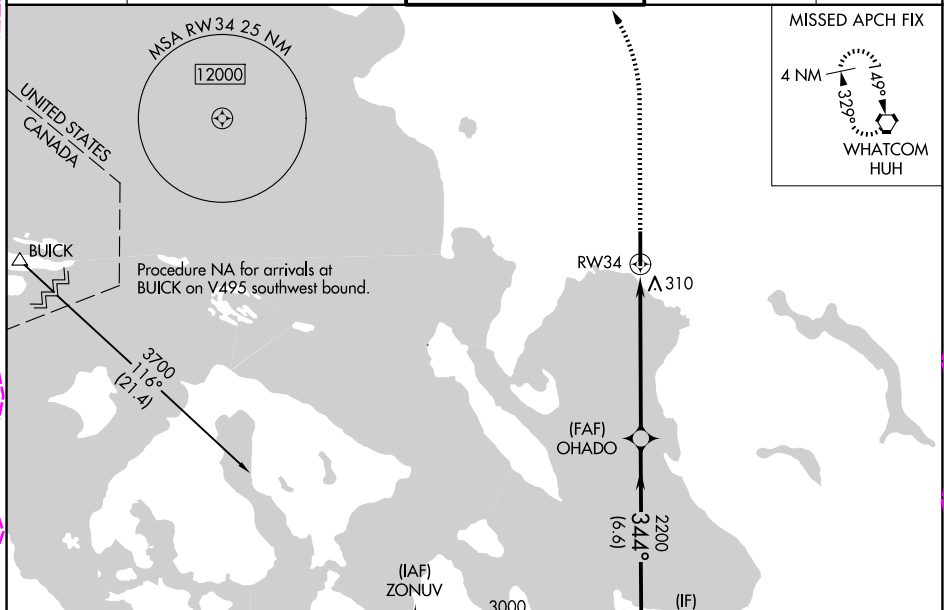 MSA RW34 25 NM
12000
MISSED APCH FIX
4 NM
149°
329°
WHATCOM
HUH
UNITED STATES
CANADA
BUICK
Procedure NA for arrivals at
BUICK on V495 southwest bound.
RW34
310
3700
116°
(21.4)
(FAF)
OHADO
2200
344°
(6.6)
(IAF)
ZONUV
3000
(IF)